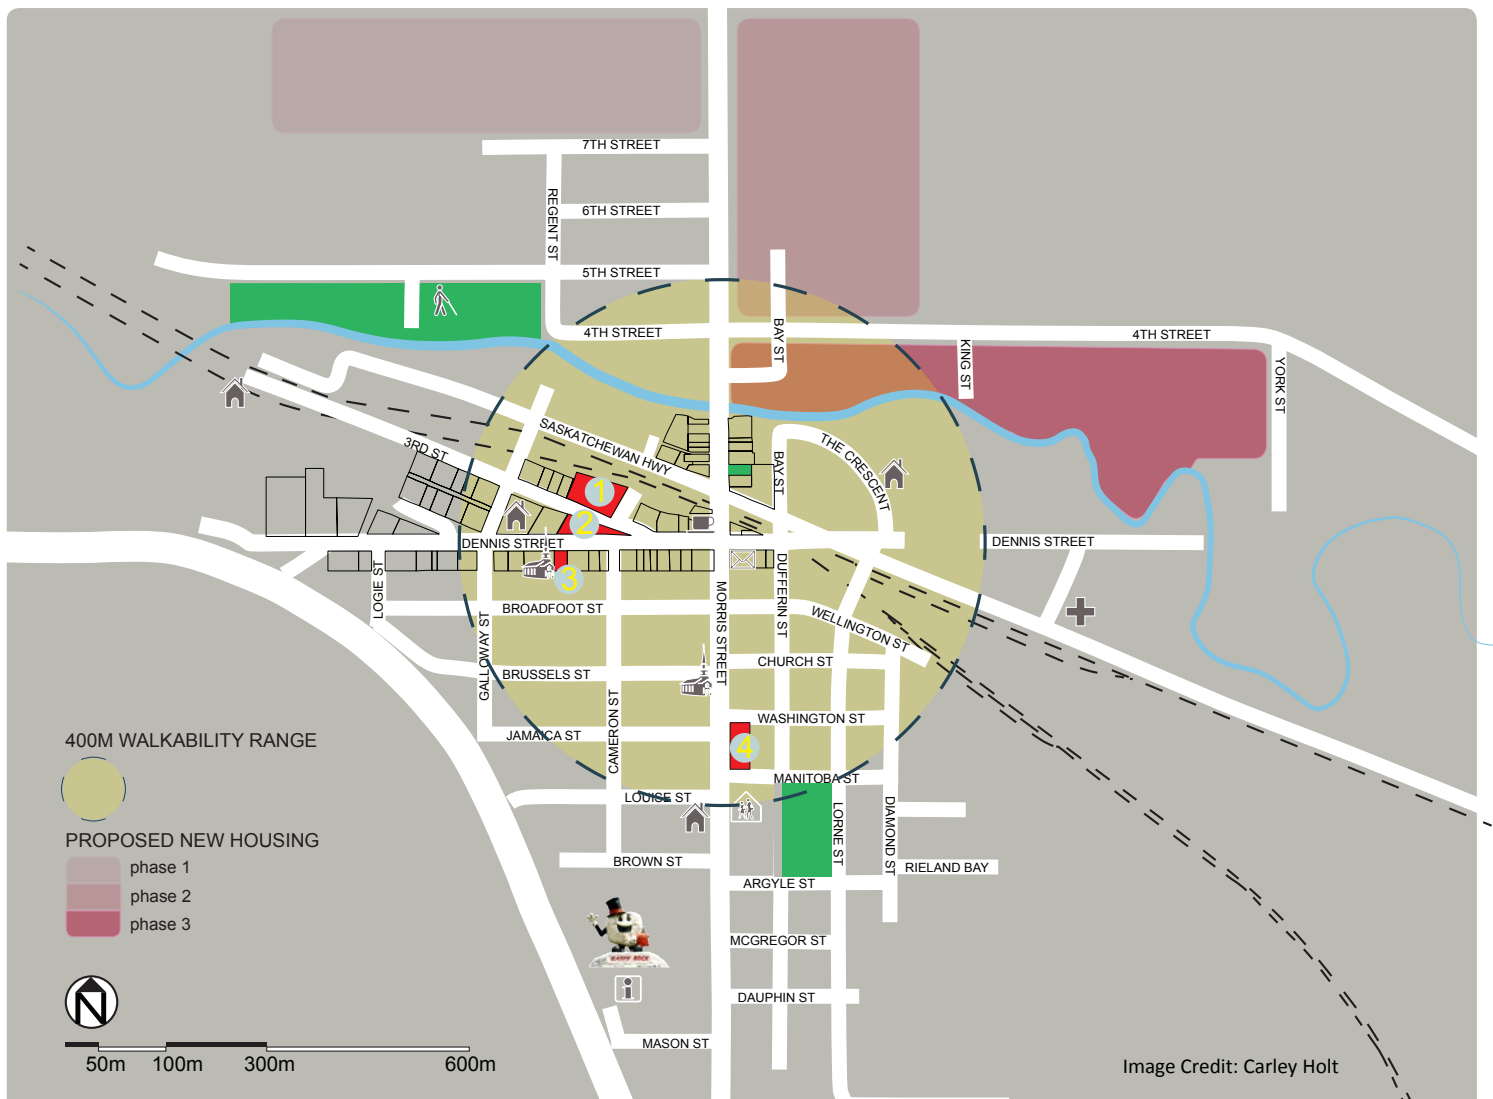 7TH STREET
REGENT ST
6TH STREET
5TH STREET
4TH STREET
BAY ST
4TH STREET
KING ST
YORK ST
SASKATCHEWAN HWY
3RD ST
BAY ST
THE CRESCENT
1
2
DENNIS STREET
DENNIS STREET
3
LOGIE ST
BROADFOOT ST
GALLOWAY ST
MORRIS STREET
DUFFERIN ST
WELLINGTON ST
CHURCH ST
BRUSSELS ST
CAMERON ST
WASHINGTON ST
JAMAICA ST
4
MANITOBA ST
LOUISE ST
LORNE ST
DIAMOND ST
BROWN ST
RIELAND BAY
ARGYLE ST
MCGREGOR ST
HAPPY ROCK
i
DAUPHIN ST
MASON ST
400M WALKABILITY RANGE
PROPOSED NEW HOUSING
phase 1
phase 2
phase 3
N
50m 100m 300m 600m
Image Credit: Carley Holt